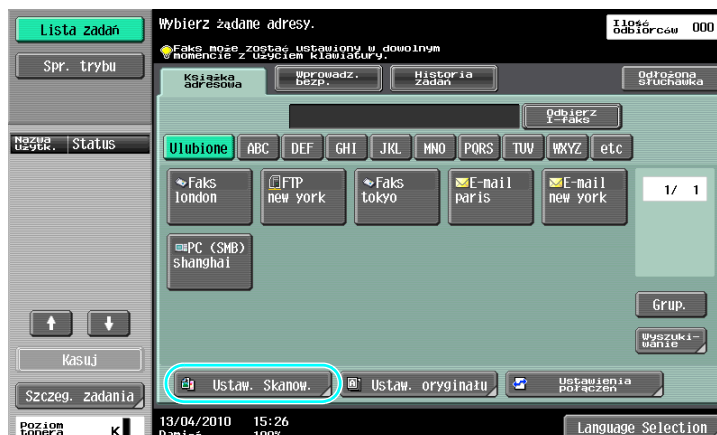 Lista zadań
Spr. trybu
Nazwa użytk.
Status
Kasuj
Szczeg. zadania
Poziom tonera
K
Wybierz żądane adresy.
Ilość odbiorców 000
Faks może zostać ustawiony w dowolnym
momencie z użyciem klawiatury.
Książka adresowa
Wprowadz. bezp.
Historia zadań
Odłożona słuchawka
Odbierz I-faks
Ulubione ABC DEF GHI JKL MNO PQRS TUV WXYZ etc
Faks
london
FTP
new york
Faks
tokyo
E-mail
paris
E-mail
new york
1/ 1
PC (SMB)
shanghai
Grup.
Wyszuki-
wanie
Ustaw. Skanow.
Ustaw. oryginału
Ustawienia połączeń
13/04/2010 15:26
Pamięć 100%
Language Selection